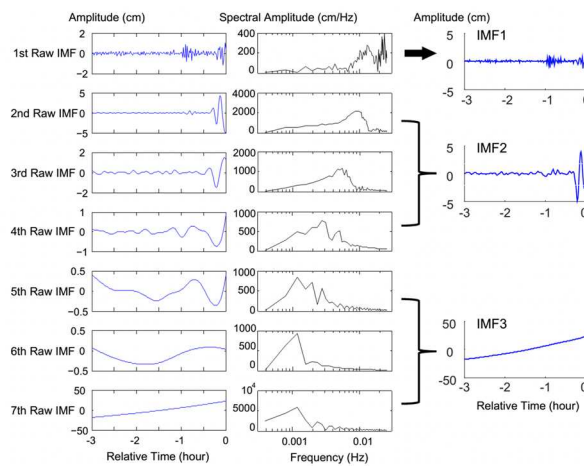 Amplitude (cm) Spectral Amplitude (cm/Hz) Amplitude (cm)
1st Raw IMF 2 0 -2 400 200 0 IMF1 5 0 -5
-3 -2 -1 0
2nd Raw IMF 5 0 -5 4000 2000 0
3rd Raw IMF 2 0 -2 2000 1000 0 IMF2 5 0 -5
-3 -2 -1 0
4th Raw IMF 1 0 -1 1000 500 0
5th Raw IMF 0.5 0 -0.5 1000 500 0
6th Raw IMF 0.5 0 -0.5 1000 500 0 IMF3 50 0 -50
-3 -2 -1 0
Relative Time (hour)
7th Raw IMF 50 0 -50 10 4 5000 0
-3 -2 -1 0 0.001 0.01
Relative Time (hour) Frequency (Hz)